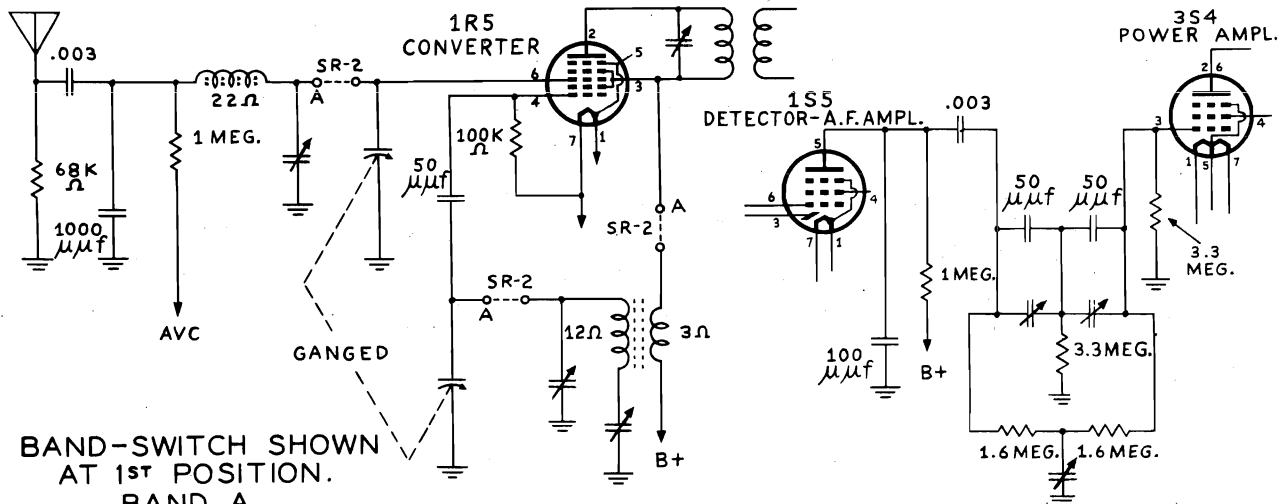 1R5
CONVERTER
2
5
6
3
4
7
1
.003
SR-2
A
22Ω
1 MEG.
68K
Ω
1000
μμf
AVC
50
μμf
100K
Ω
A
SR-2
SR-2
A
12Ω
3Ω
GANGED
B+
BAND-SWITCH SHOWN
AT 1ST POSITION.
BAND A
1S5
DETECTOR-A.F. AMPL.
5
6
3
4
7
1
.003
1 MEG.
100
μμf
B+
50
μμf
50
μμf
3.3 MEG.
1.6 MEG.
1.6 MEG.
3S4
POWER AMPL.
2 6
3
4
1
5
7
3.3
MEG.